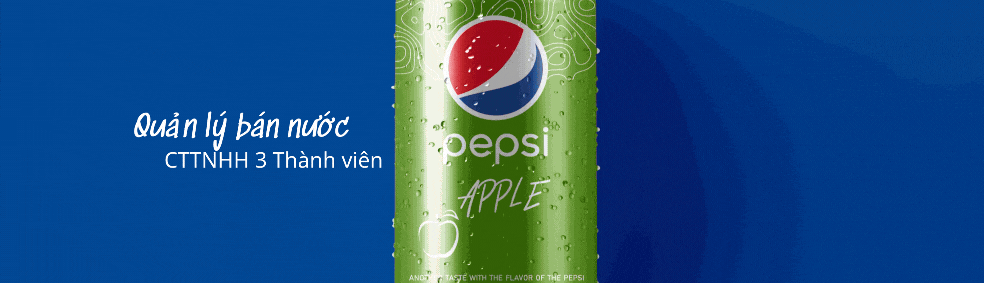 Quản lý bán nước
CTTNHH 3 Thành viên
pepsi
APPLE
TASTE WITH THE FLAVOR OF THE PEPSI